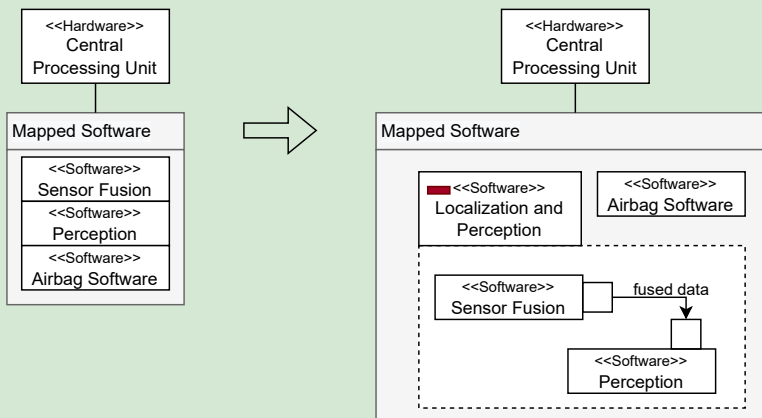 <<Hardware>>
Central
Processing Unit
Mapped Software
<<Software>>
Sensor Fusion
<<Software>>
Perception
<<Software>>
Airbag Software
<<Hardware>>
Central
Processing Unit
Mapped Software
<<Software>>
Localization and
Perception
<<Software>>
Airbag Software
<<Software>>
Sensor Fusion
fused data
<<Software>>
Perception